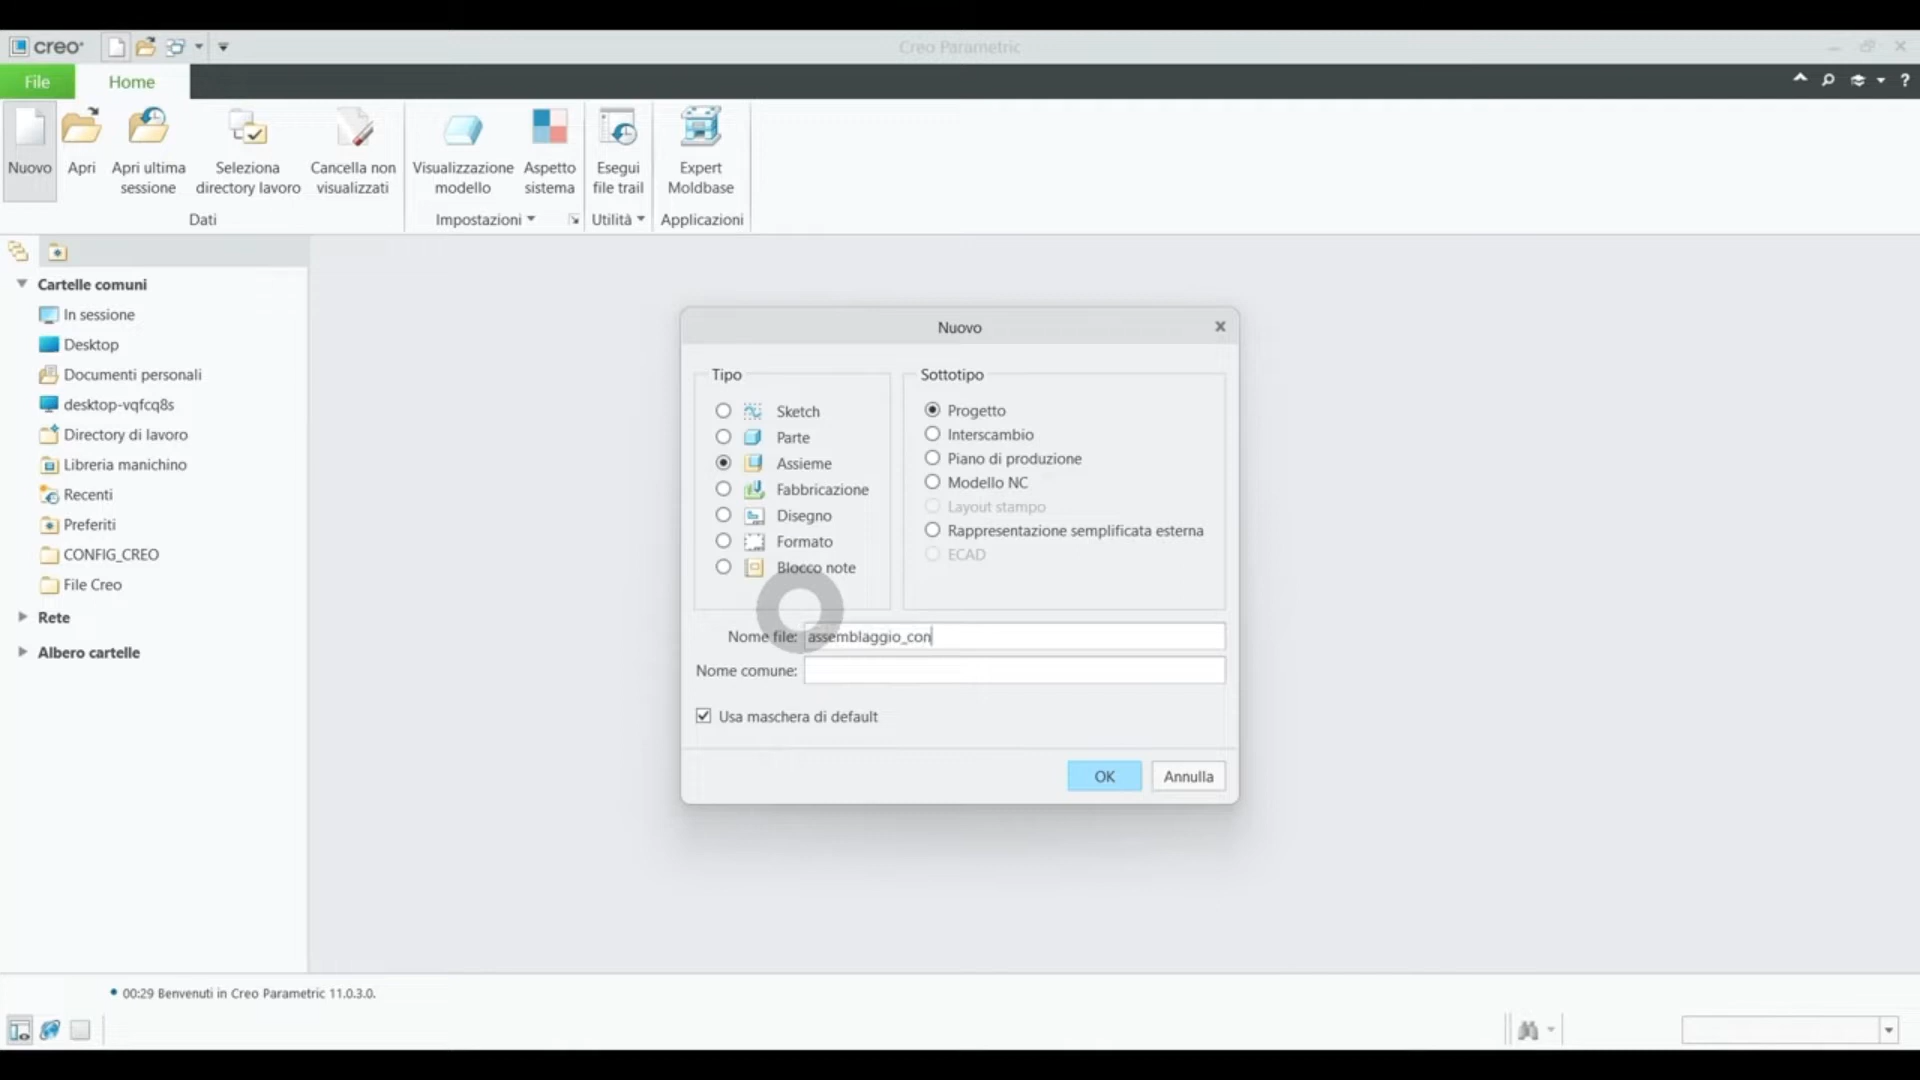 creo
Creo Parametric
File
Home
Nuovo
Apri
Apri ultima
sessione
Seleziona
directory lavoro
Cancella non
visualizzati
Visualizzazione
modello
Aspetto
sistema
Esegui
file trail
Expert
Moldbase
Dati
Impostazioni
Utilità
Applicazioni
Cartelle comuni
In sessione
Desktop
Documenti personali
desktop-vqfcq8s
Directory di lavoro
Libreria manichino
Recenti
Preferiti
CONFIG_CREO
File Creo
Rete
Albero cartelle
Nuovo
Tipo
Sketch
Parte
Assieme
Fabbricazione
Disegno
Formato
Blocco note
Sottotipo
Progetto
Interscambio
Piano di produzione
Modello NC
Layout stampo
Rappresentazione semplificata esterna
ECAD
Nome file: assemblaggio_con
Nome comune:
Usa maschera di default
OK
Annulla
00:29 Benvenuti in Creo Parametric 11.0.3.0.